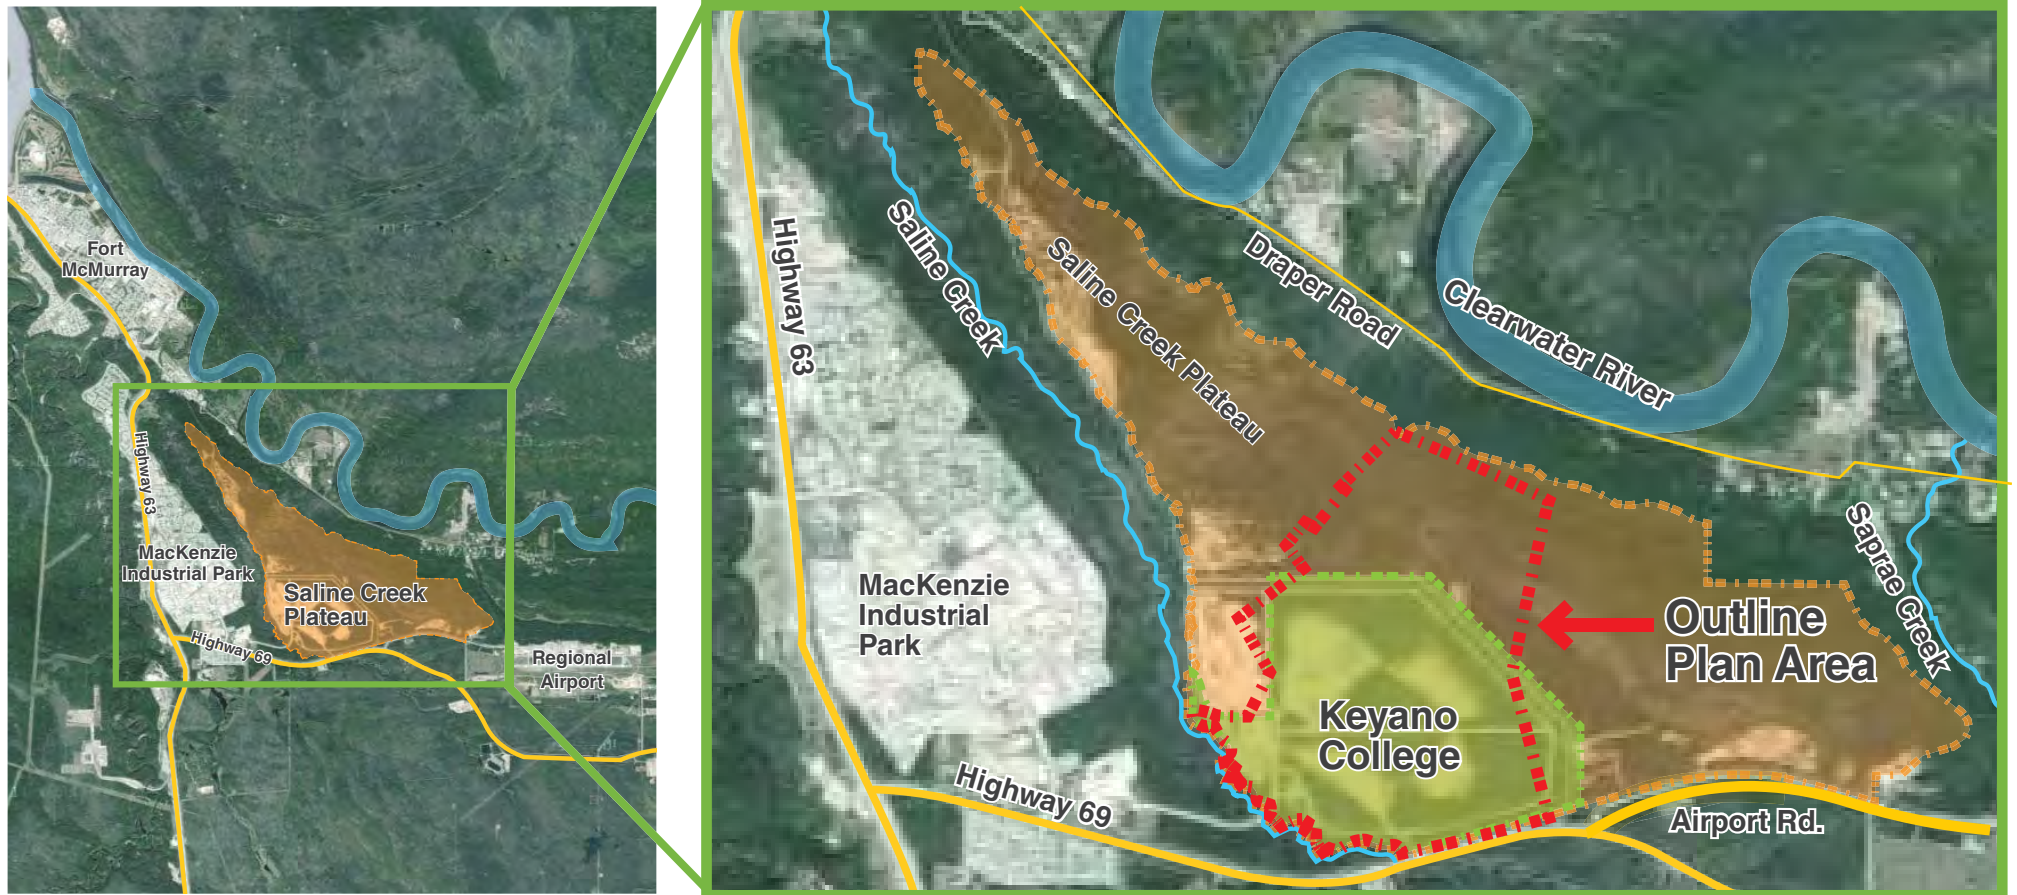 Fort
McMurray
Highway 63
MacKenzie
Industrial Park
Saline Creek
Plateau
Highway 69
Regional
Airport
Highway 63
Saline Creek
Saline Creek Plateau
Draper Road
Clearwater River
Saprae Creek
MacKenzie
Industrial
Park
Outline
Plan Area
Keyano
College
Highway 69
Airport Rd.